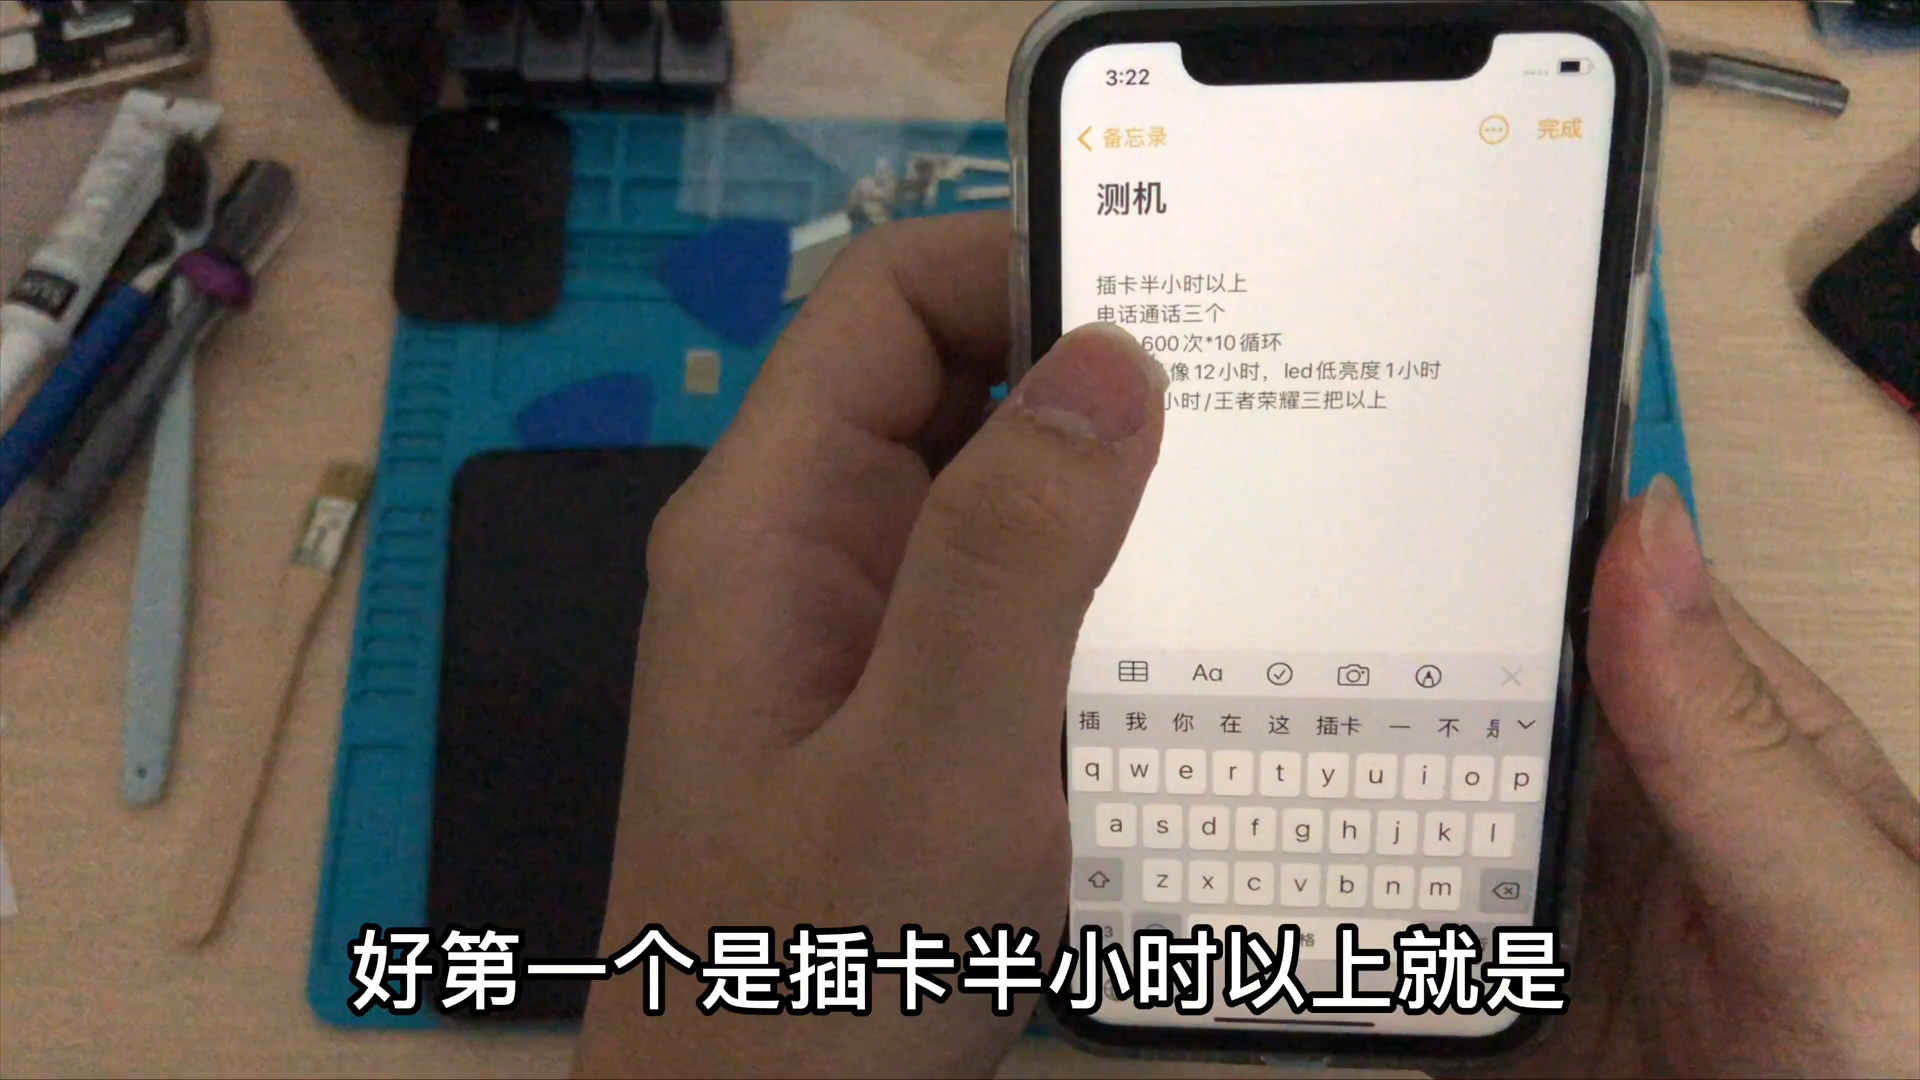 3:22
备忘录
完成
测机
插卡半小时以上
电话通话三个
600次*10循环
像12小时，led低亮度1小时
小时/王者荣耀三把以上
Aa
插 我 你 在 这 插卡 一 不 是
q w e r t y u i o p
a s d f g h j k l
z x c v b n m
3 格
好第一个是插卡半小时以上就是